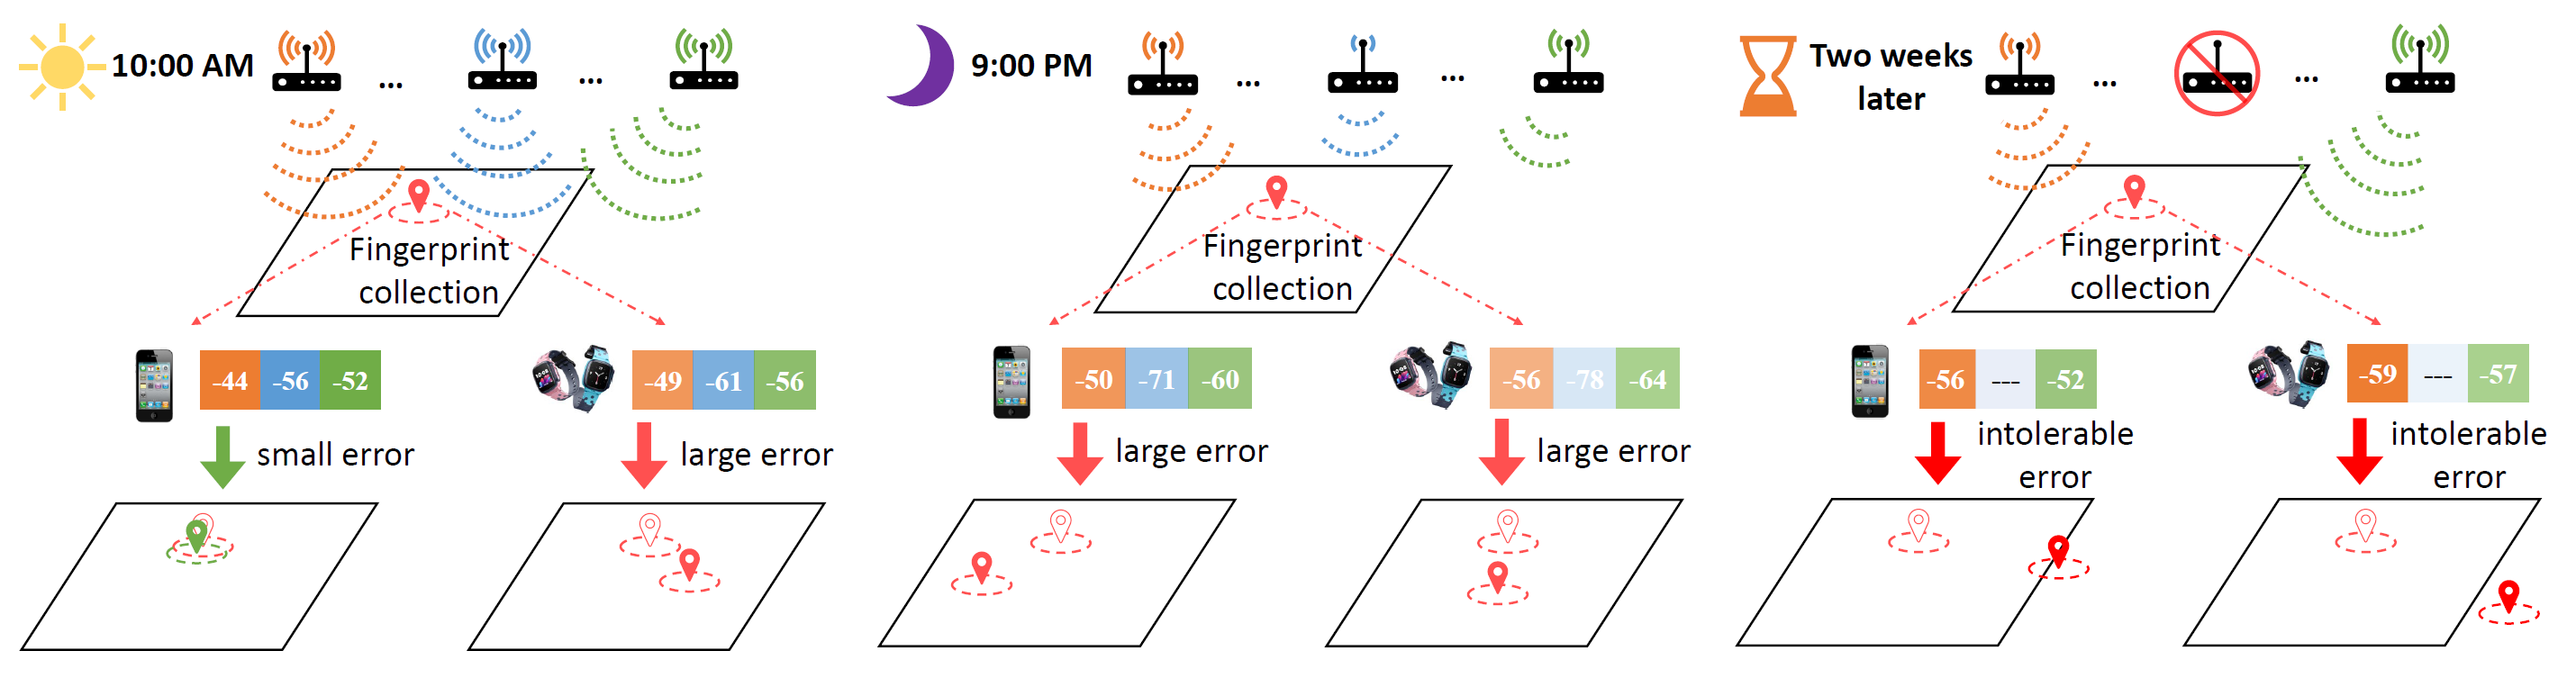 10:00 AM
...
...
Fingerprint
collection
-44 -56 -52
-49 -61 -56
small error
large error
9:00 PM
...
...
Fingerprint
collection
-50 -71 -60
-56 -78 -64
large error
large error
Two weeks
later
...
...
Fingerprint
collection
-56 --- -52
-59 --- -57
intolerable
error
intolerable
error